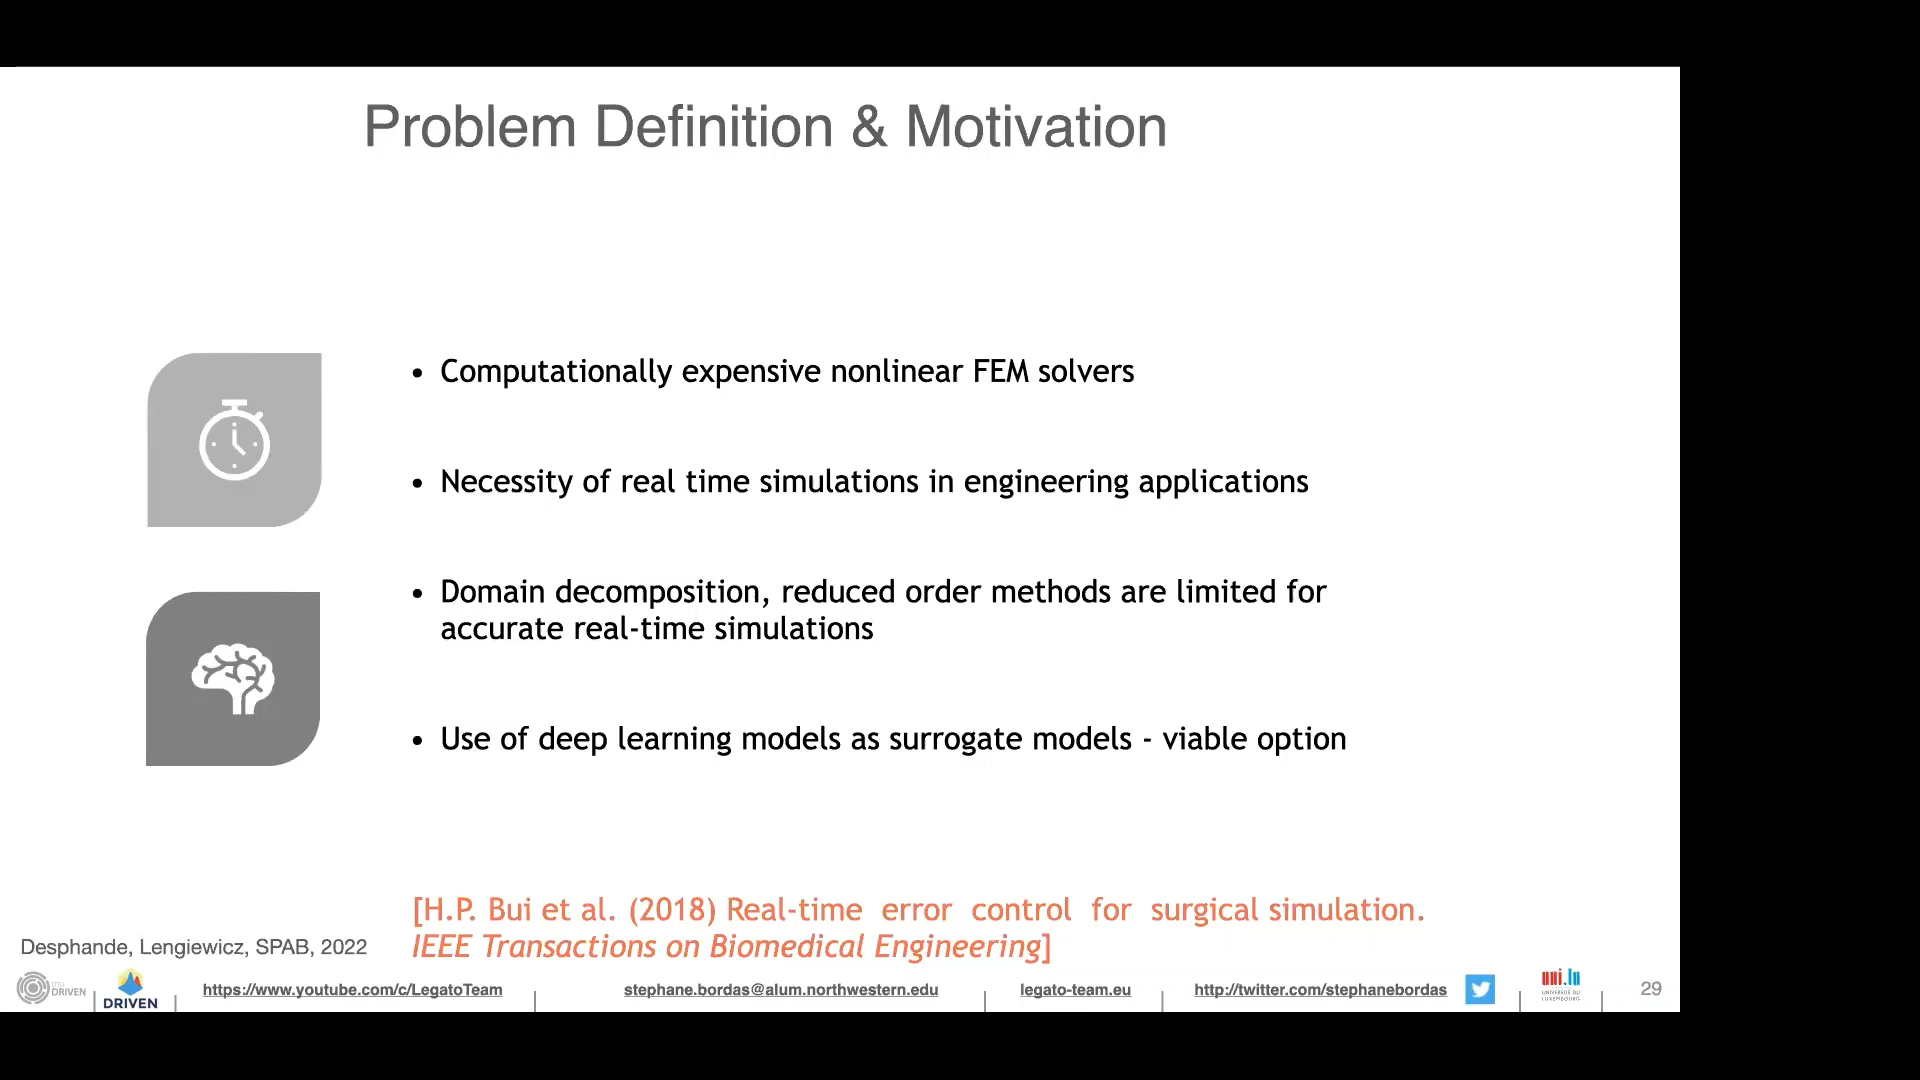 Problem Definition & Motivation
• Computationally expensive nonlinear FEM solvers
• Necessity of real time simulations in engineering applications
• Domain decomposition, reduced order methods are limited for
accurate real-time simulations
• Use of deep learning models as surrogate models - viable option
[H.P. Bui et al. (2018) Real-time error control for surgical simulation.
IEEE Transactions on Biomedical Engineering]
Desphande, Lengiewicz, SPAB, 2022
DRIVEN
DRIVEN
https://www.youtube.com/c/LegatoTeam
stephane.bordas@alum.northwestern.edu
legato-team.eu
http://twitter.com/stephanebordas
uni.lu
UNIVERSITÉ DU
LUXEMBOURG
29